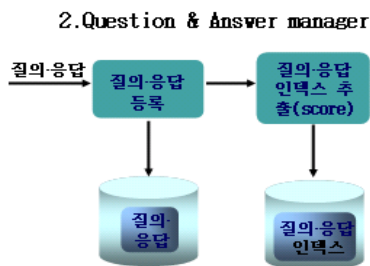 2.Question & Answer manager
질의·응답
질의·응답
등록
질의·응답
인덱스 추
출(score)
질의·
응답
질의·응답
인덱스